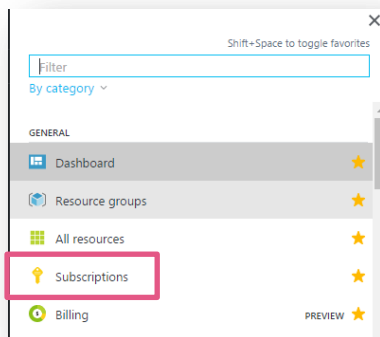 Shift+Space to toggle favorites
Filter
By category
GENERAL
Dashboard
Resource groups
All resources
Subscriptions
Billing PREVIEW